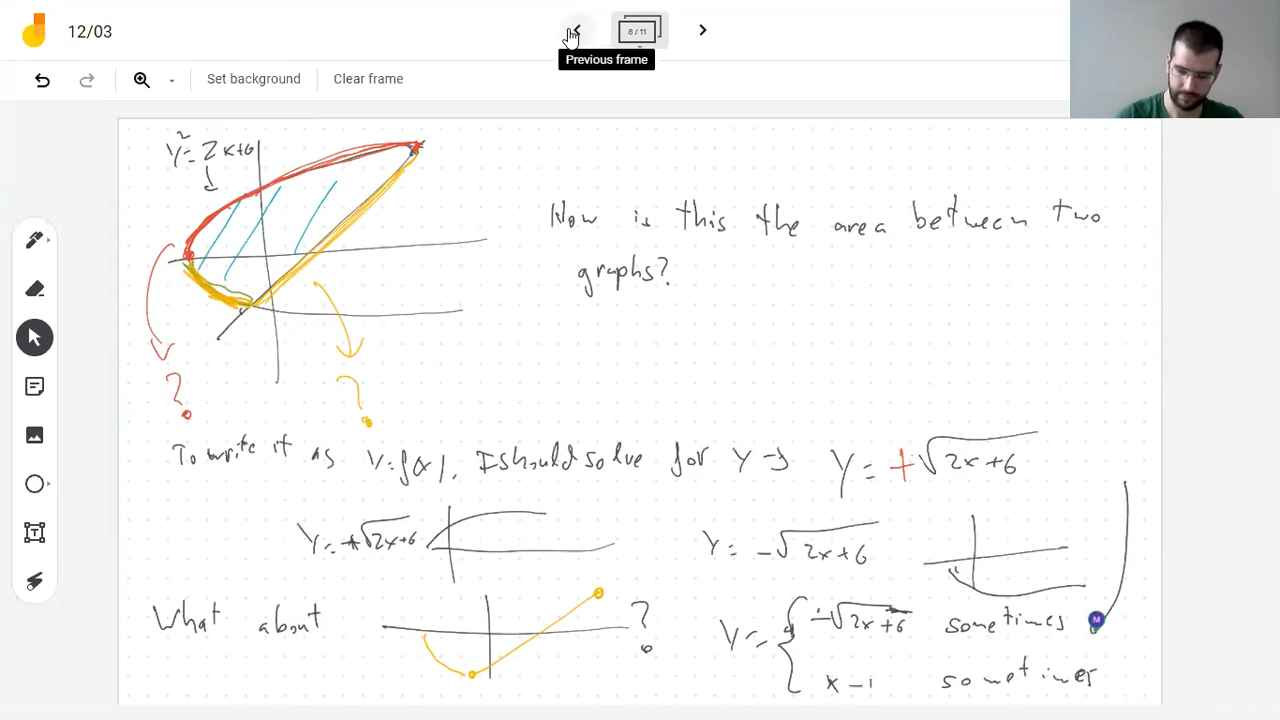 12/03
8 / 11
Previous frame
Set background
Clear frame
y²= 2x+6
How is this the area between two
graphs?
?
?
To write it as y=f(x), I should solve for y → y = +√2x+6
y=+√2x+6
y= -√2x+6
What about ?
y= { -√2x+6 sometimes
x-1 sometimes
M